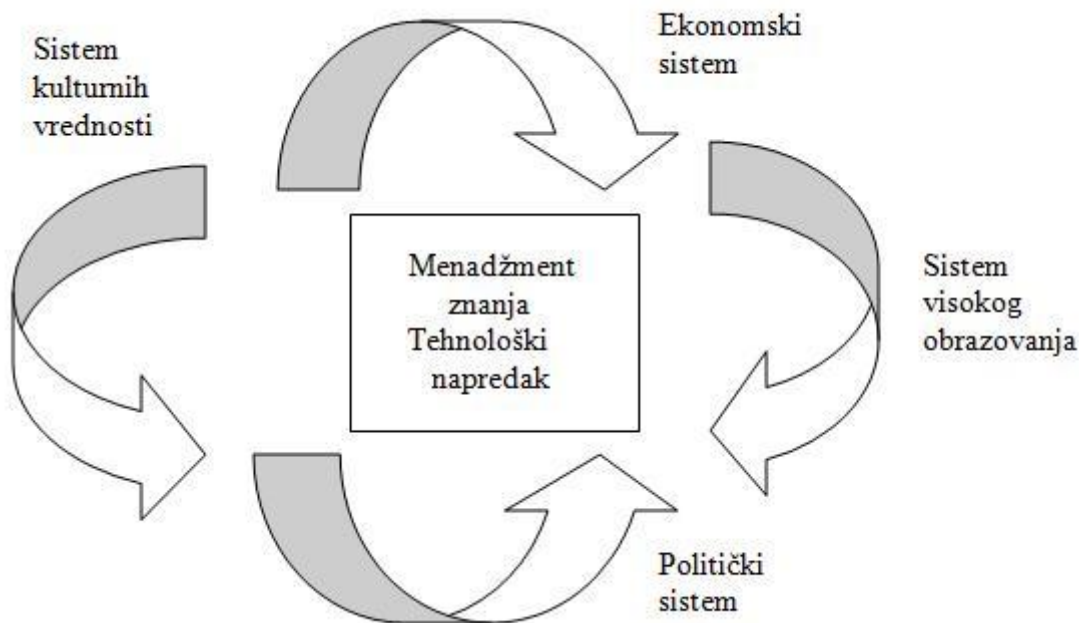 Sistem
kulturnih
vrednosti
Ekonomski
sistem
Menadžment
znanja
Tehnološki
napredak
Sistem
visokog
obrazovanja
Politički
sistem